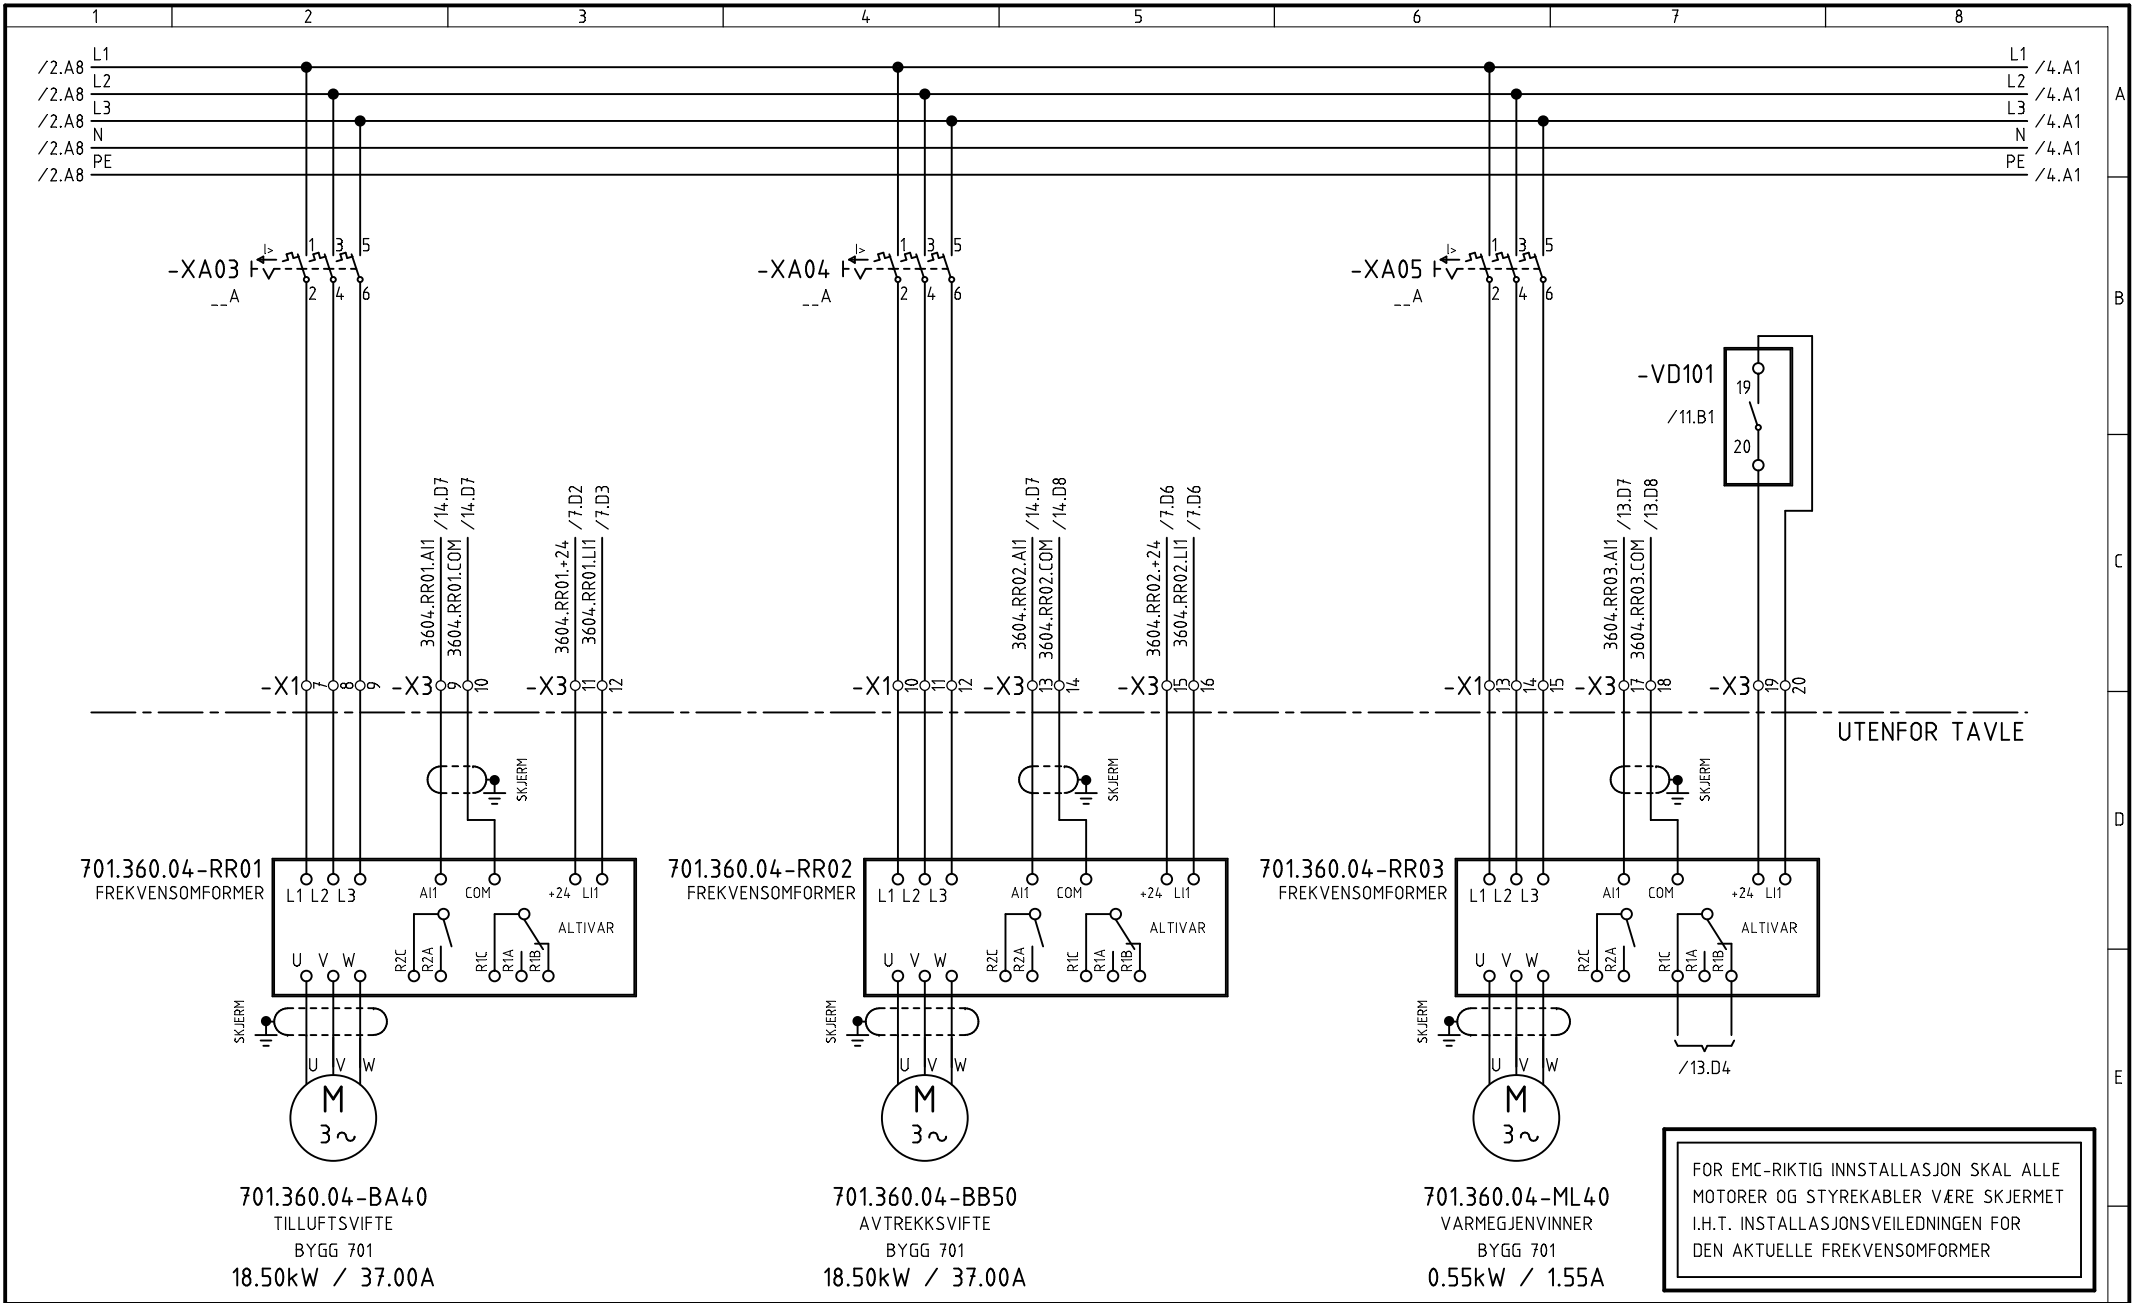 1 2 3 4 5 6 7 8
/2.A8 L1 L1 /4.A1
/2.A8 L2 L2 /4.A1
/2.A8 L3 L3 /4.A1
/2.A8 N N /4.A1
/2.A8 PE PE /4.A1
A
B
C
D
E
-XA03 I> 1 3 5
__A 2 4 6
-XA04 I> 1 3 5
__A 2 4 6
-XA05 I> 1 3 5
__A 2 4 6
-VD101 19
/11.B1
20
3604.RR01.AI1 /14.D7
3604.RR01.COM /14.D7
3604.RR01.+24 /7.D2
3604.RR01.LI1 /7.D3
3604.RR02.AI1 /14.D7
3604.RR02.COM /14.D8
3604.RR02.+24 /7.D6
3604.RR02.LI1 /7.D6
3604.RR03.AI1 /13.D7
3604.RR03.COM /13.D8
-X1 7 8 9 -X3 9 10 -X3 11 12
-X1 10 11 12 -X3 13 14 -X3 15 16
-X1 13 14 15 -X3 17 18 -X3 19 20
UTENFOR TAVLE
SKJERM
SKJERM
SKJERM
701.360.04-RR01
FREKVENSOMFORMER
L1 L2 L3 AI1 COM +24 LI1
ALTIVAR
U V W R2C R2A R1C R1A R1B
701.360.04-RR02
FREKVENSOMFORMER
L1 L2 L3 AI1 COM +24 LI1
ALTIVAR
U V W R2C R2A R1C R1A R1B
701.360.04-RR03
FREKVENSOMFORMER
L1 L2 L3 AI1 COM +24 LI1
ALTIVAR
U V W R2C R2A R1C R1A R1B
SKJERM
U V W
M
3~
SKJERM
U V W
M
3~
SKJERM
U V W
M
3~
/13.D4
701.360.04-BA40
TILLUFTSVIFTE
BYGG 701
18.50kW / 37.00A
701.360.04-BB50
AVTREKKSVIFTE
BYGG 701
18.50kW / 37.00A
701.360.04-ML40
VARMEGJENVINNER
BYGG 701
0.55kW / 1.55A
FOR EMC-RIKTIG INNSTALLASJON SKAL ALLE
MOTORER OG STYREKABLER VÆRE SKJERMET
I.H.T. INSTALLASJONSVEILEDNINGEN FOR
DEN AKTUELLE FREKVENSOMFORMER